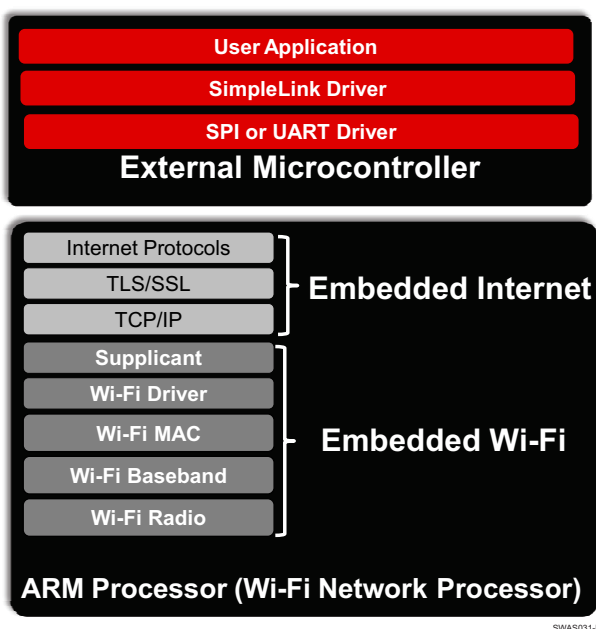 User Application
SimpleLink Driver
SPI or UART Driver
External Microcontroller
Internet Protocols
TLS/SSL
TCP/IP
Embedded Internet
Supplicant
Wi-Fi Driver
Wi-Fi MAC
Wi-Fi Baseband
Wi-Fi Radio
Embedded Wi-Fi
ARM Processor (Wi-Fi Network Processor)